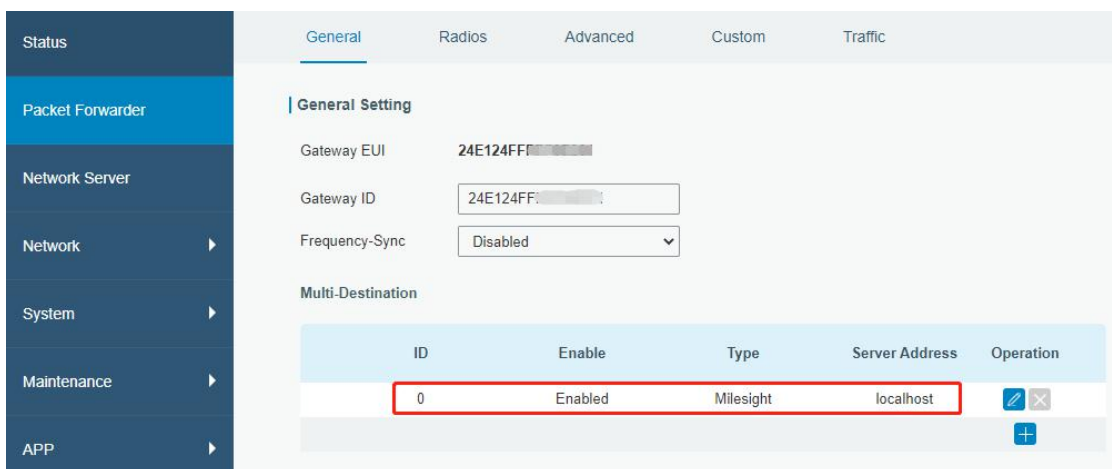 Status
General Radios Advanced Custom Traffic
Packet Forwarder
General Setting
Gateway EUI 24E124FF
Network Server
Gateway ID 24E124FF
Network
Frequency-Sync Disabled
Multi-Destination
System
ID Enable Type Server Address Operation
Maintenance
0 Enabled Milesight localhost
APP